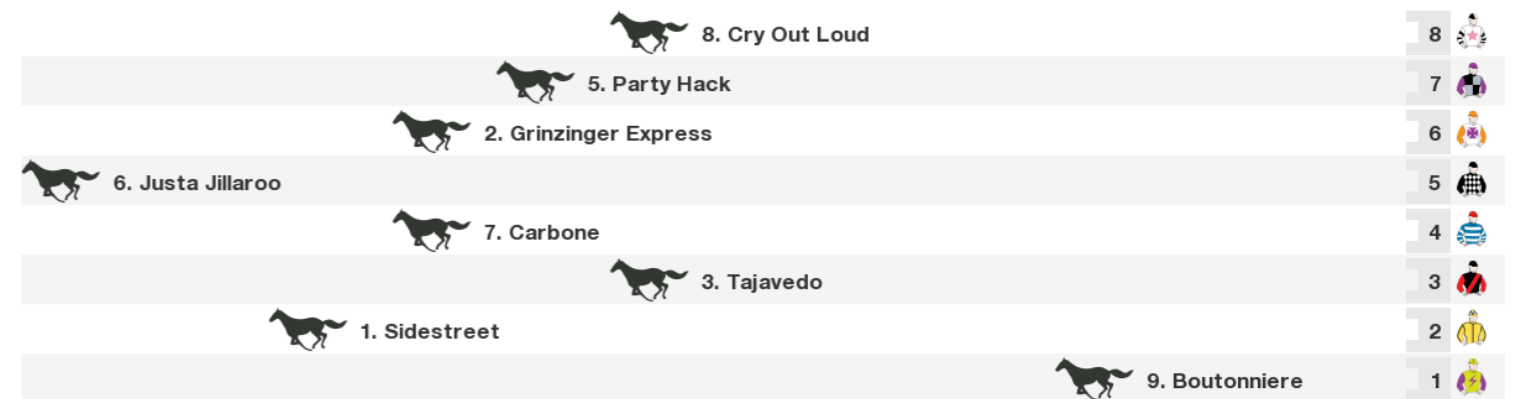 8. Cry Out Loud 8
5. Party Hack 7
2. Grinzinger Express 6
6. Justa Jillaroo 5
7. Carbone 4
3. Tajavedo 3
1. Sidestreet 2
9. Boutonniere 1